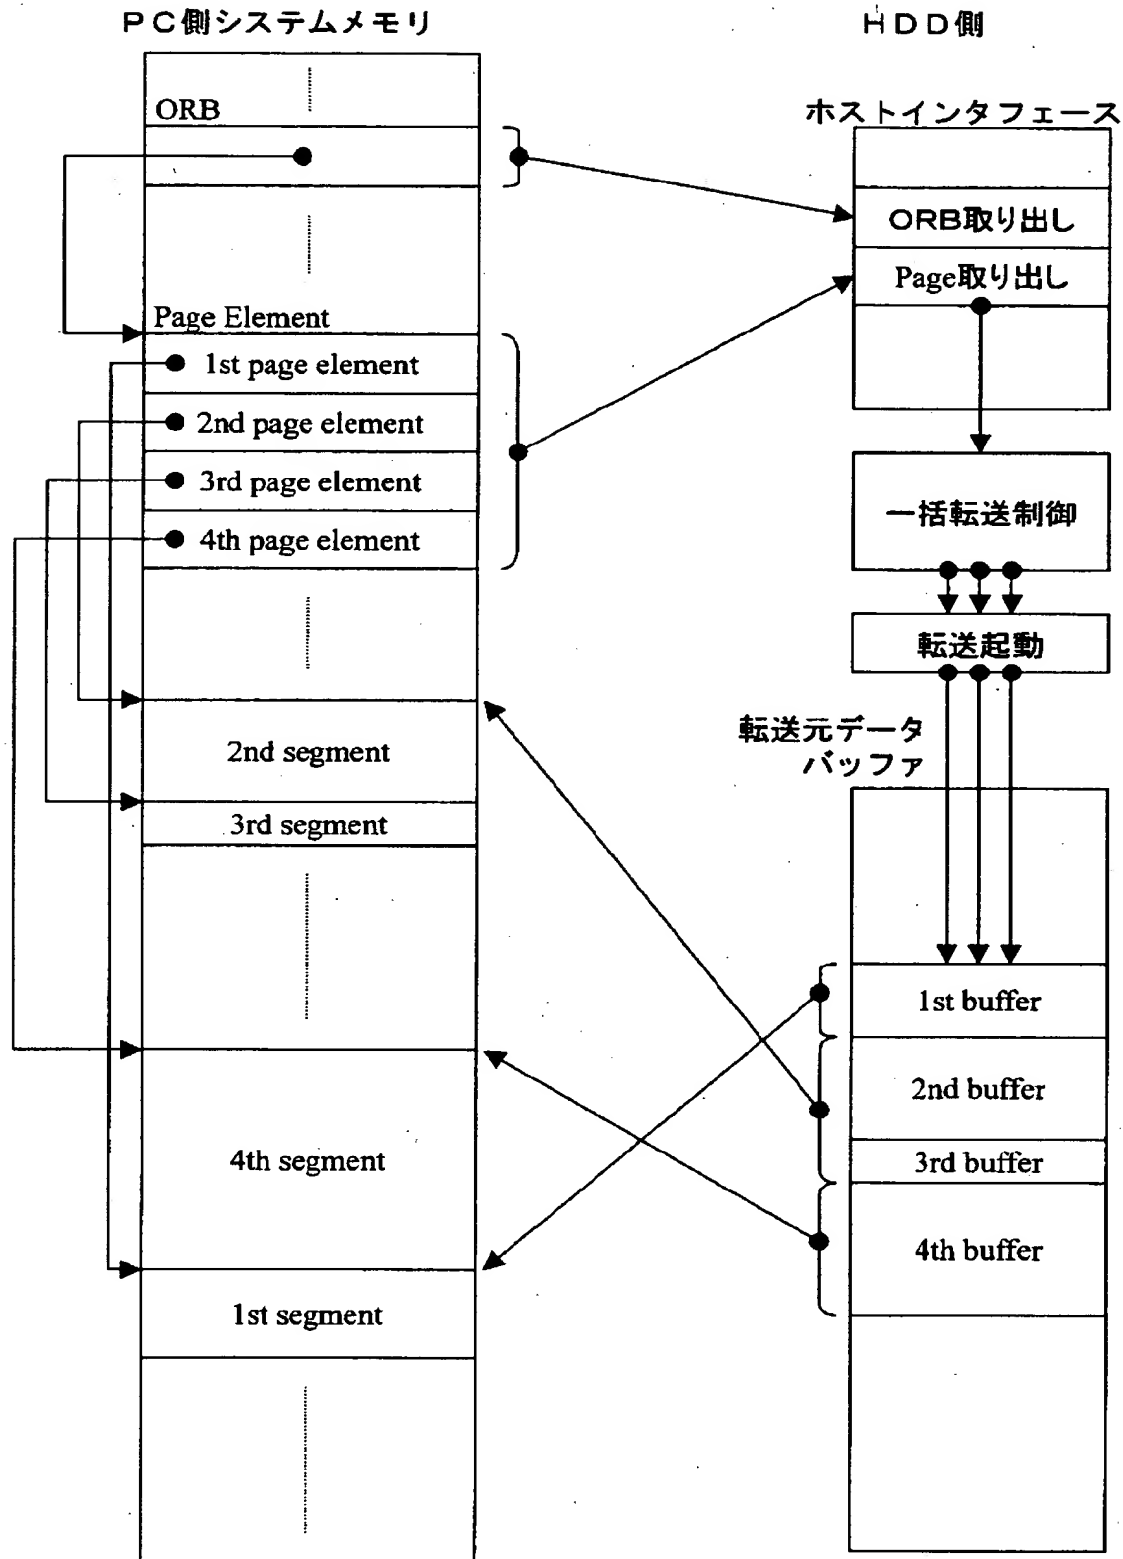 PC側システムメモリ
HDD側
ORB
ホストインタフェース
ORB取り出し
Page取り出し
Page Element
1st page element
2nd page element
3rd page element
4th page element
一括転送制御
転送起動
転送元データ
バッファ
2nd segment
3rd segment
4th segment
1st segment
1st buffer
2nd buffer
3rd buffer
4th buffer